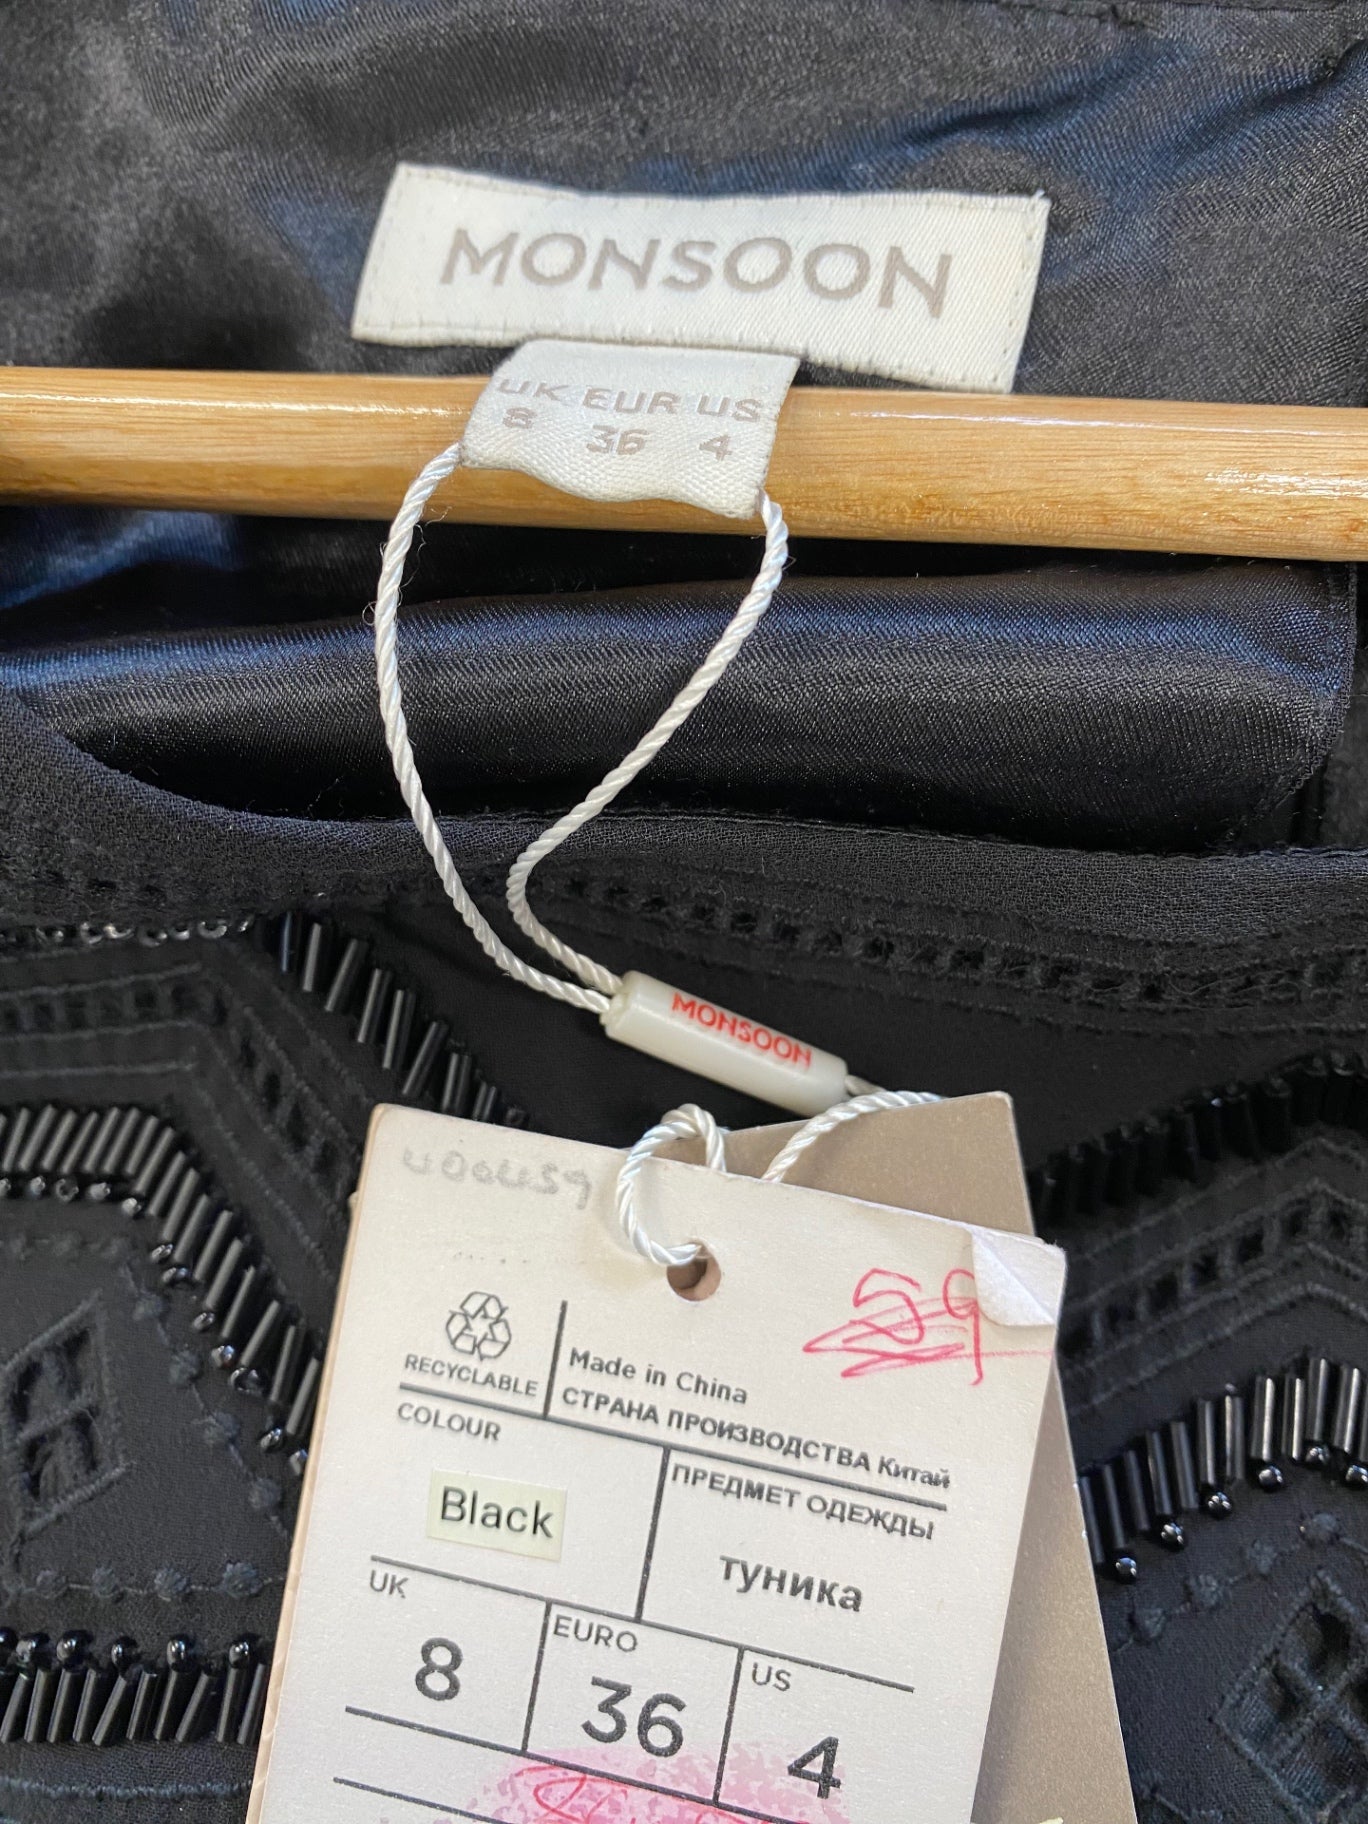 MONSOON
UK EUR US
8 36 4
MONSOON
59
RECYCLABLE
Made in China
СТРАНА ПРОИЗВОДСТВА Китай
COLOUR
Black
ПРЕДМЕТ ОДЕЖДЫ
туника
UK
8
EURO
36
US
4